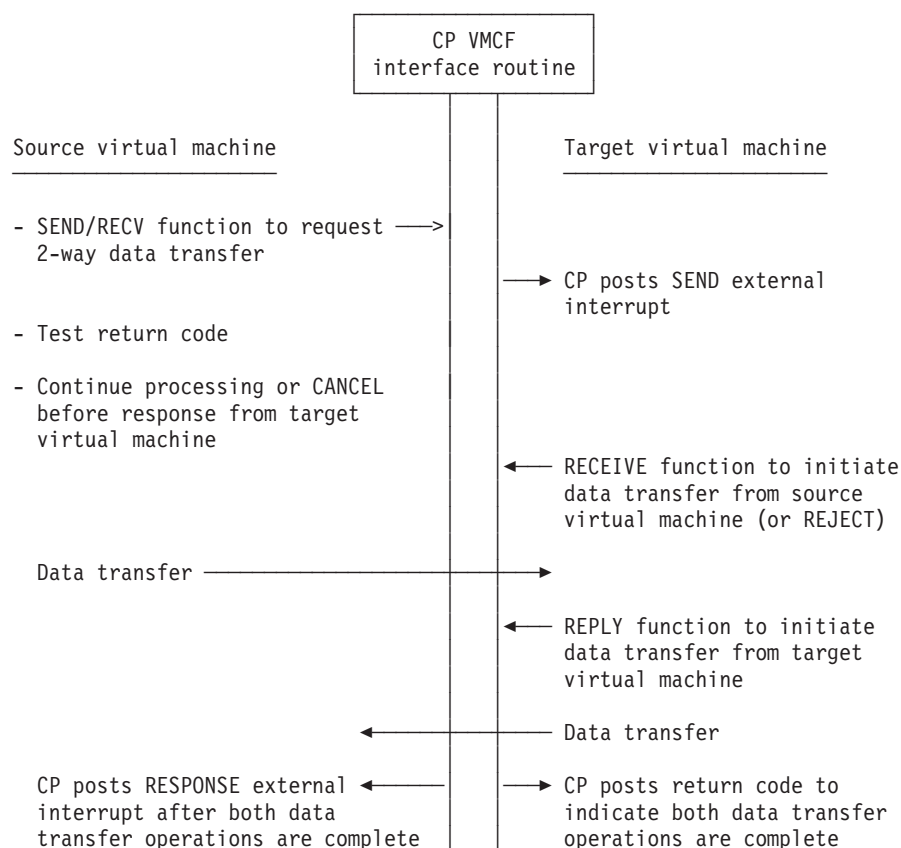 CP VMCF
interface routine
Source virtual machine
Target virtual machine
- SEND/RECV function to request
2-way data transfer
CP posts SEND external
interrupt
- Test return code
- Continue processing or CANCEL
before response from target
virtual machine
RECEIVE function to initiate
data transfer from source
virtual machine (or REJECT)
Data transfer
REPLY function to initiate
data transfer from target
virtual machine
Data transfer
CP posts RESPONSE external
interrupt after both data
transfer operations are complete
CP posts return code to
indicate both data transfer
operations are complete